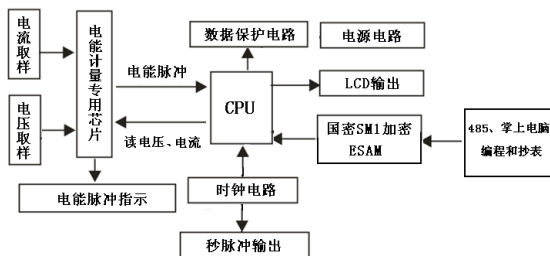 电流取样
电压取样
电能计量专用芯片
电能脉冲
读电压、电流
电能脉冲指示
数据保护电路
电源电路
CPU
LCD输出
国密SM1加密
ESAM
485、掌上电脑
编程和抄表
时钟电路
秒脉冲输出